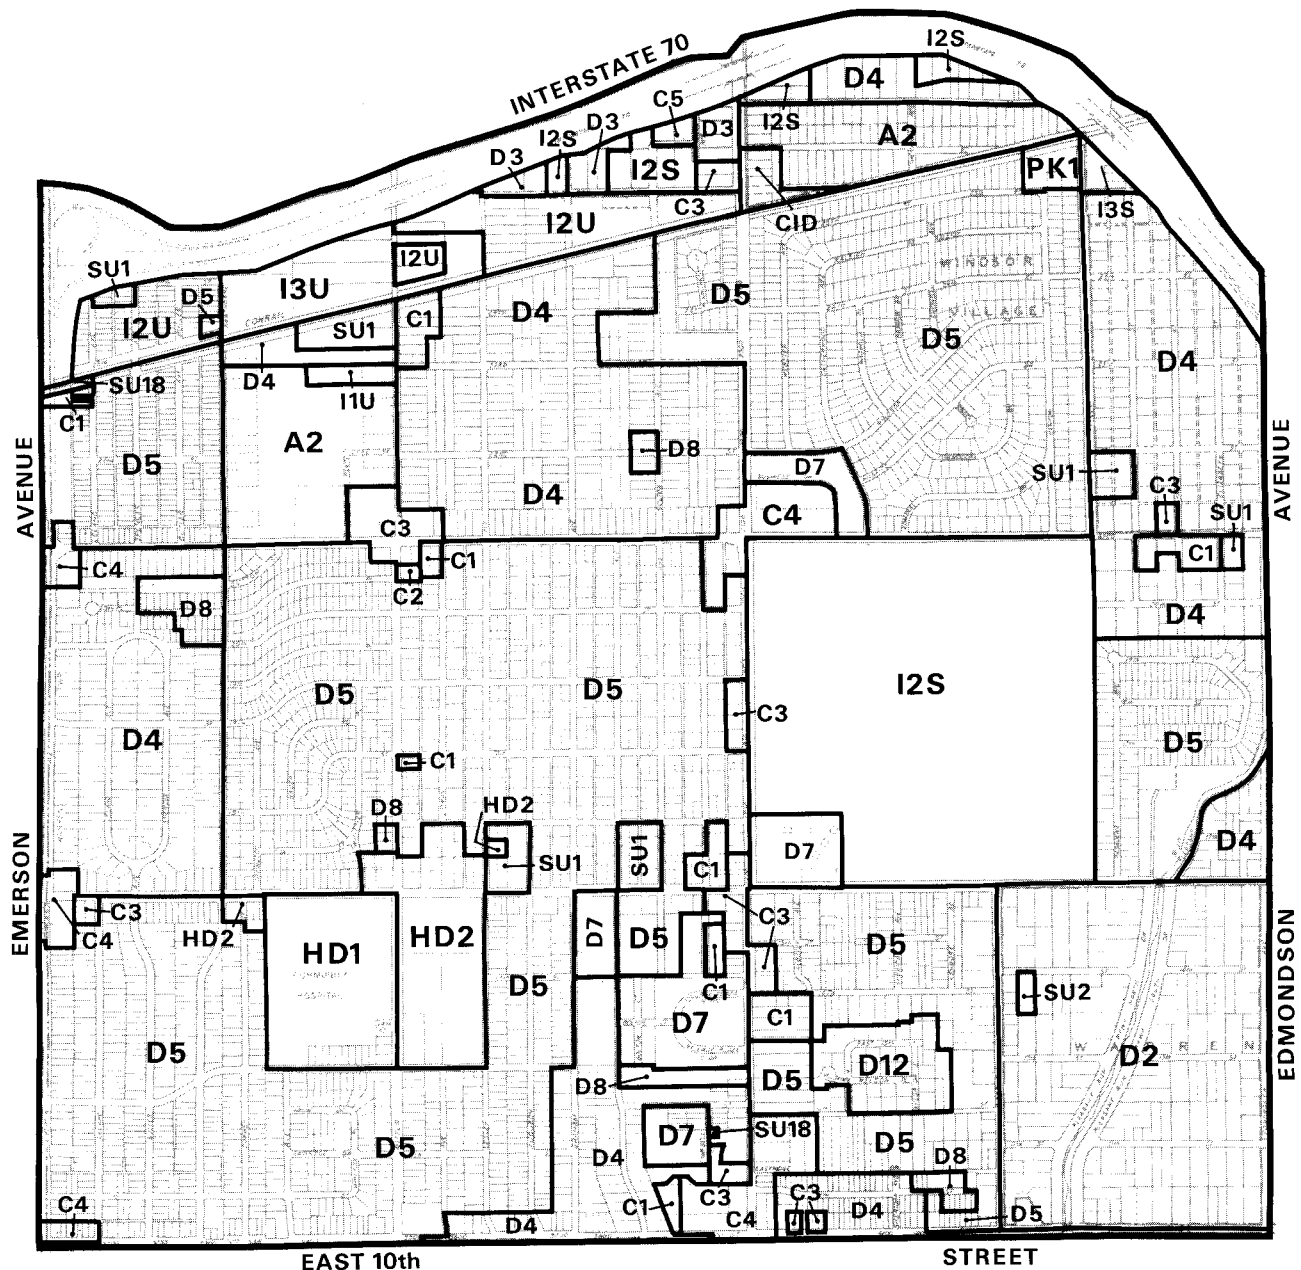 I2S
INTERSTATE 70
D4
C5
I2S
D3
D3
I2S
A2
D3
I2S
PK1
C3
CID
I3S
I2U
I2U
WINDSOR
SU1
D5
I3U
D5
VILLAGE
I2U
C1
D4
SU1
D5
D4
SU18
D4
I1U
C1
A2
D8
D5
D7
SU1
AVENUE
AVENUE
C3
D4
SU1
C3
C4
C1
C1
C4
C2
D8
D4
I2S
D5
D5
C3
D4
D5
C1
HD2
D8
D4
SU1
SU1
D7
C1
EMERSON
C3
C3
C4
HD2
HD1
HD2
D7
D5
D5
EDMONDSON
COMMUNITY
HOSPITAL
D5
C1
SU2
C1
D7
WARREN
D5
D2
D12
D5
D8
D7
SU18
D5
D5
D4
D8
C3
C3
C4
C1
C4
D4
D5
D4
EAST 10th
STREET